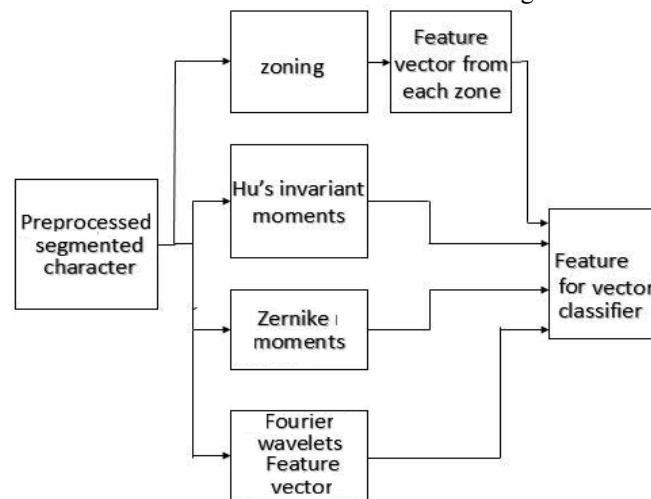 zoning
Feature
vector from
each zone
Hu's invariant
moments
Preprocessed
segmented
character
Feature
for vector
classifier
Zernike
moments
Fourier
wavelets
Feature
vector